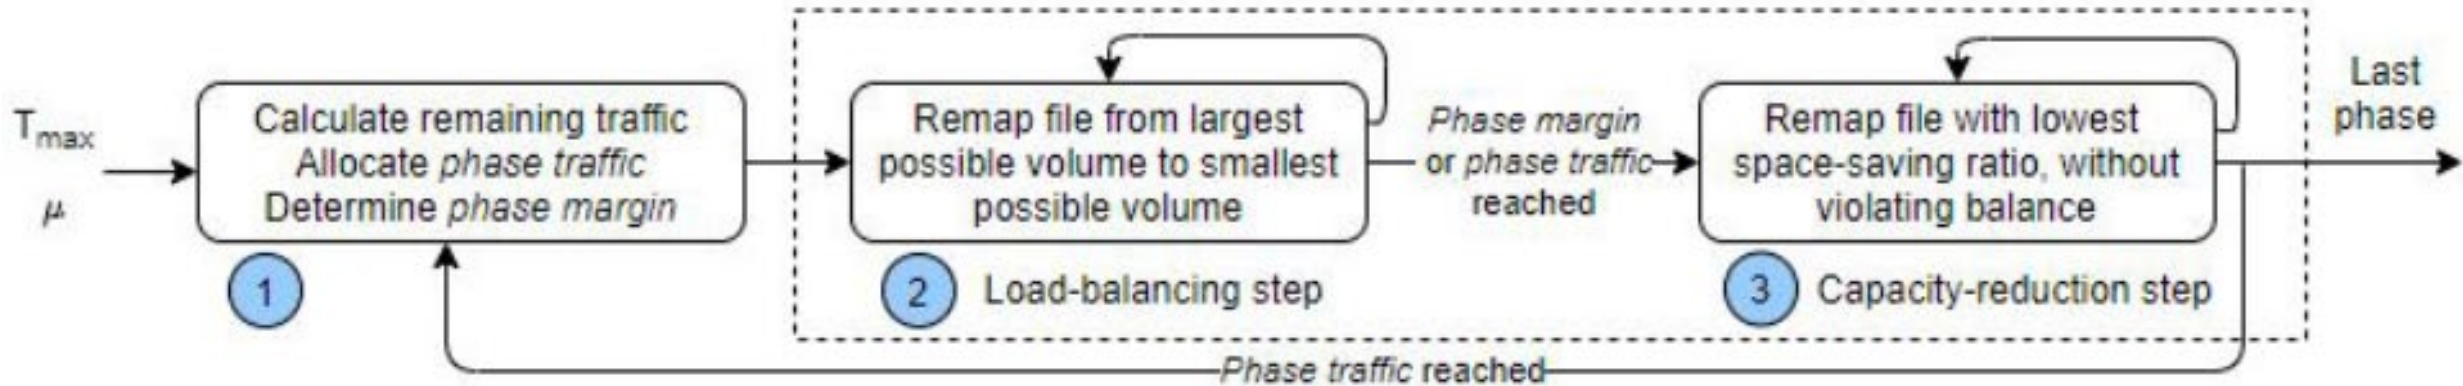 T_max
μ
Calculate remaining traffic
Allocate phase traffic
Determine phase margin
1
Remap file from largest
possible volume to smallest
possible volume
2 Load-balancing step
Phase margin
or phase traffic
reached
Remap file with lowest
space-saving ratio, without
violating balance
3 Capacity-reduction step
Last
phase
Phase traffic reached